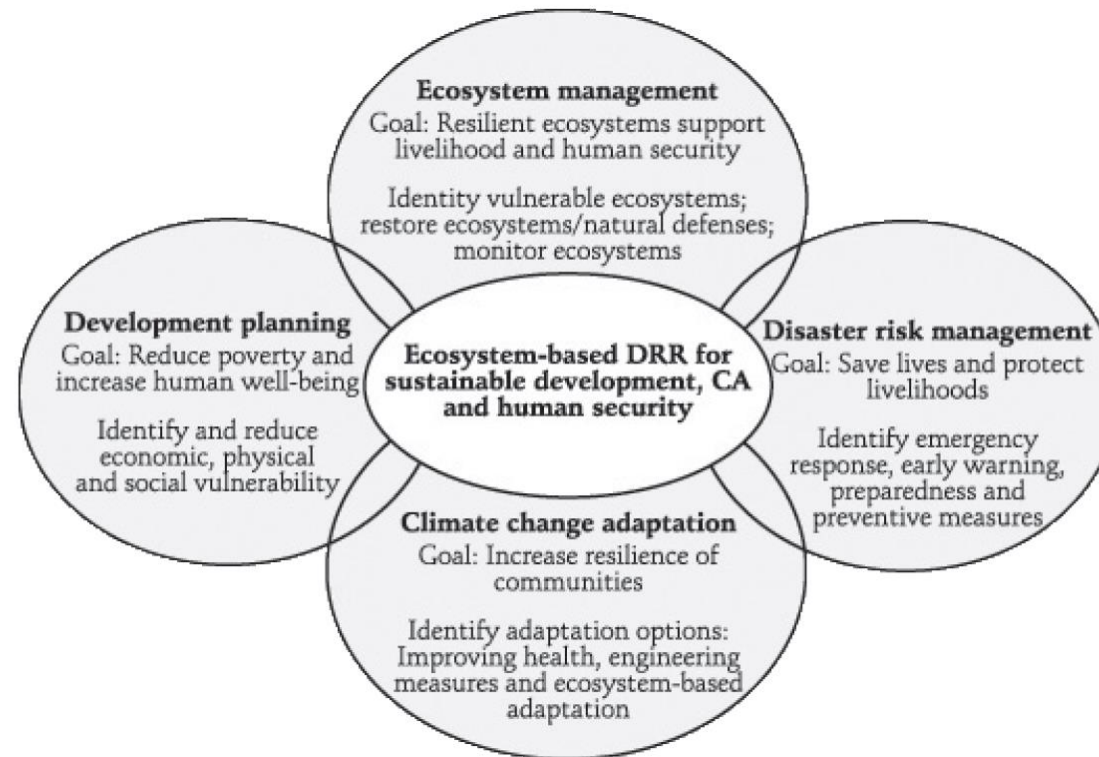 Ecosystem management
Goal: Resilient ecosystems support
livelihood and human security
Identity vulnerable ecosystems;
restore ecosystems/natural defenses;
monitor ecosystems
Development planning
Goal: Reduce poverty and
increase human well-being
Identify and reduce
economic, physical
and social vulnerability
Ecosystem-based DRR for
sustainable development, CA
and human security
Disaster risk management
Goal: Save lives and protect
livelihoods
Identify emergency
response, early warning,
preparedness and
preventive measures
Climate change adaptation
Goal: Increase resilience of
communities
Identify adaptation options:
Improving health, engineering
measures and ecosystem-based
adaptation